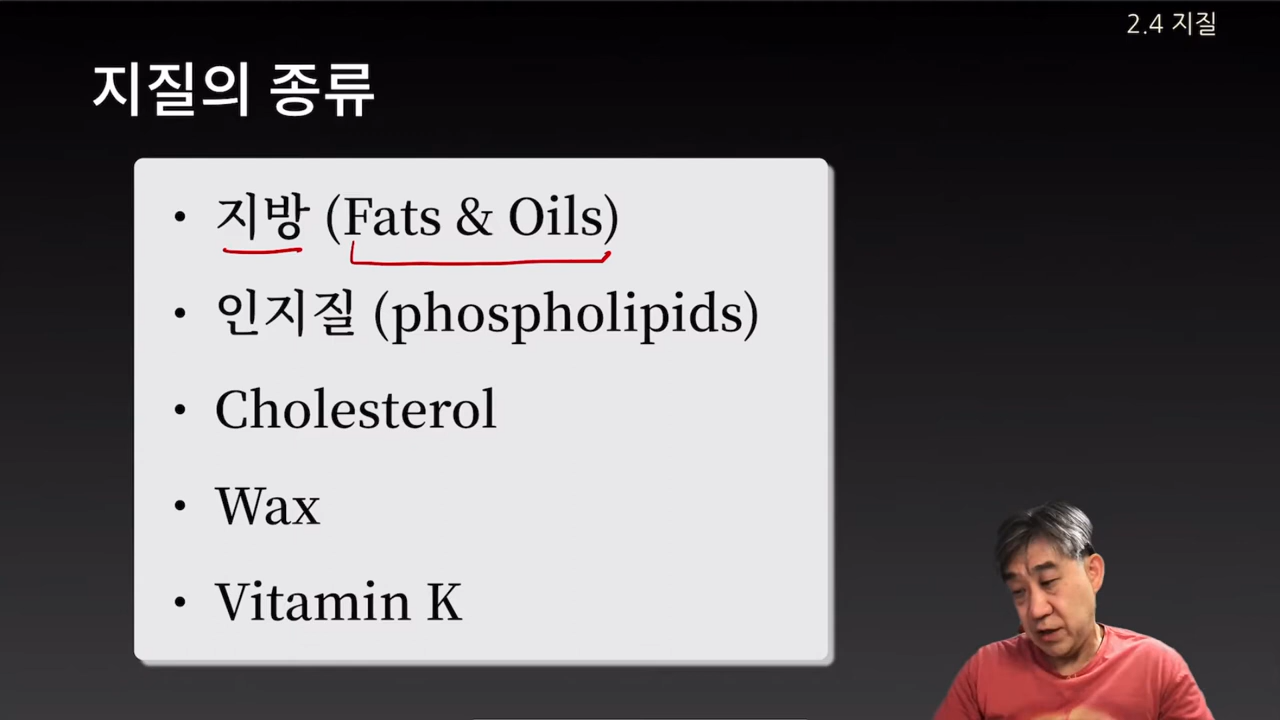 2.4 지질
지질의 종류
• 지방 (Fats & Oils)
• 인지질 (phospholipids)
• Cholesterol
• Wax
• Vitamin K